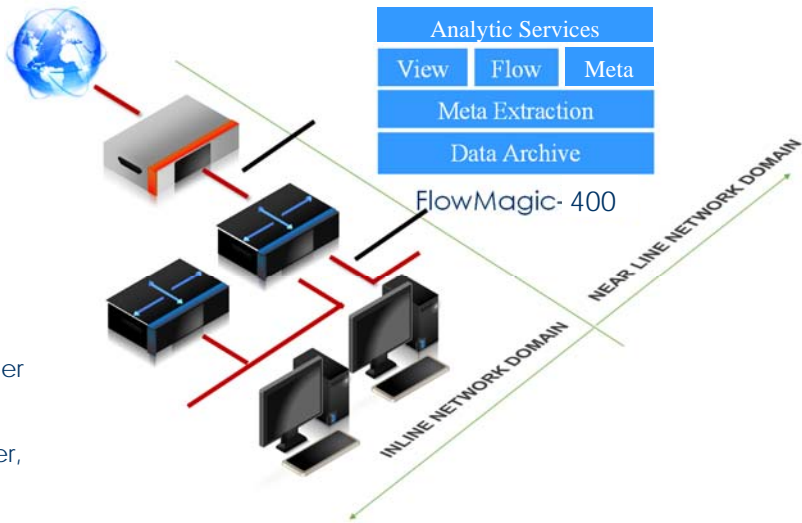 Analytic Services
View Flow Meta
Meta Extraction
Data Archive
FlowMagic- 400
NEAR LINE NETWORK DOMAIN
INLINE NETWORK DOMAIN
er
er,